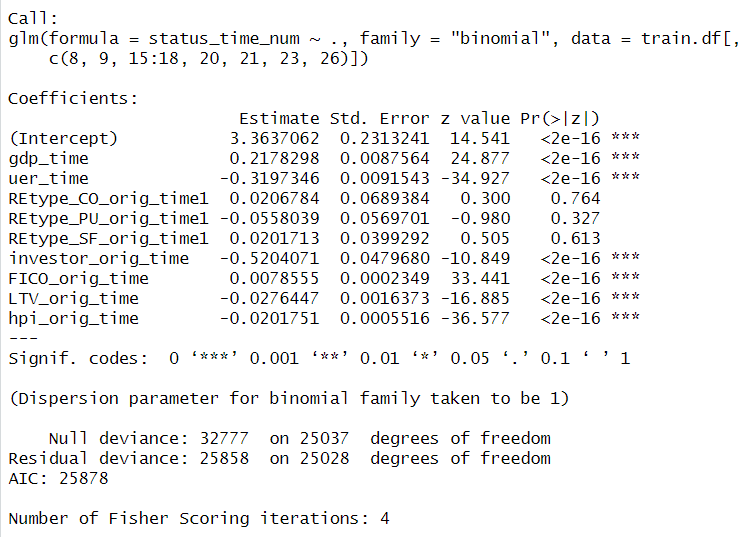 Call:
glm(formula = status_time_num ~ ., family = "binomial", data = train.df[,
    c(8, 9, 15:18, 20, 21, 23, 26)])

Coefficients:
                      Estimate Std. Error z value Pr(>|z|)
(Intercept)          3.3637062  0.2313241  14.541   <2e-16 ***
gdp_time             0.2178298  0.0087564  24.877   <2e-16 ***
uer_time            -0.3197346  0.0091543 -34.927   <2e-16 ***
REtype_CO_orig_time1  0.0206784  0.0689384  0.300    0.764
REtype_PU_orig_time1 -0.0558039  0.0569701 -0.980    0.327
REtype_SF_orig_time1  0.0201713  0.0399292  0.505    0.613
investor_orig_time  -0.5204071  0.0479680 -10.849   <2e-16 ***
FICO_orig_time       0.0078555  0.0002349  33.441   <2e-16 ***
LTV_orig_time       -0.0276447  0.0016373 -16.885   <2e-16 ***
hpi_orig_time       -0.0201751  0.0005516 -36.577   <2e-16 ***
---
Signif. codes:  0 ‘***’ 0.001 ‘**’ 0.01 ‘*’ 0.05 ‘.’ 0.1 ‘ ’ 1

(Dispersion parameter for binomial family taken to be 1)

    Null deviance: 32777  on 25037  degrees of freedom
Residual deviance: 25858  on 25028  degrees of freedom
AIC: 25878

Number of Fisher Scoring iterations: 4